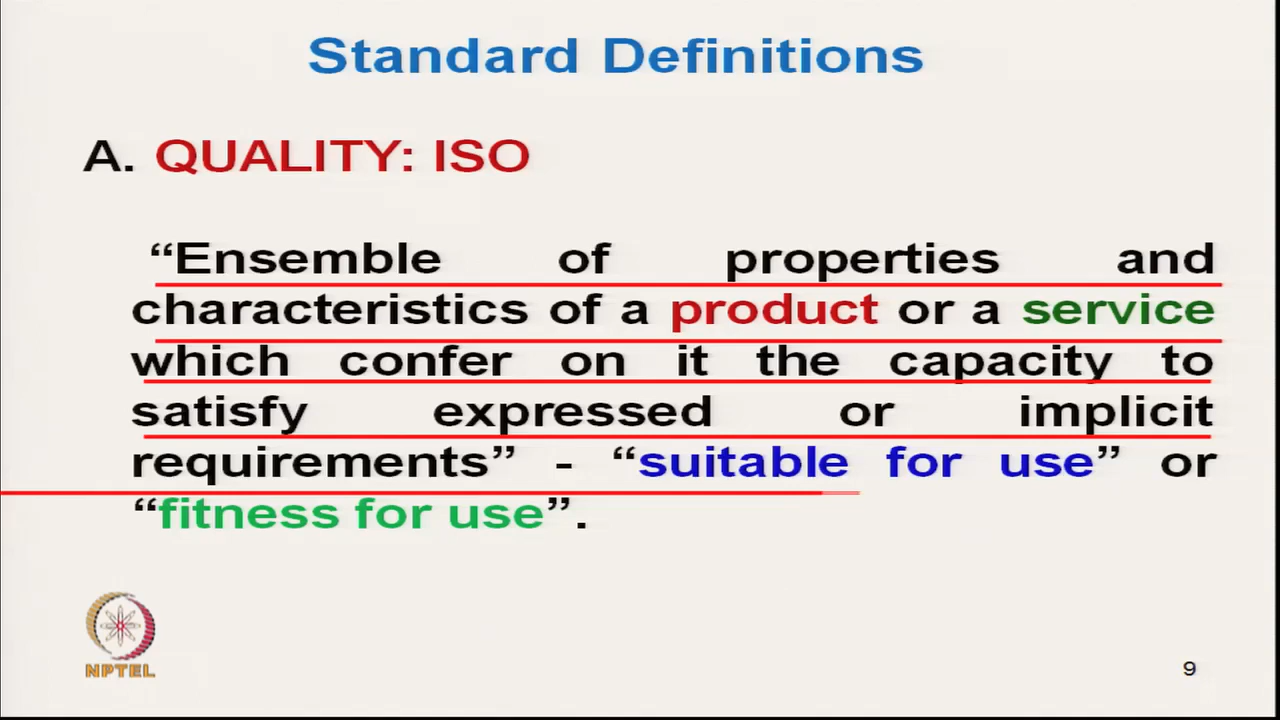 Standard Definitions
A. QUALITY: ISO
“Ensemble of properties and
characteristics of a product or a service
which confer on it the capacity to
satisfy expressed or implicit
requirements” - “suitable for use” or
“fitness for use”.
NPTEL
9